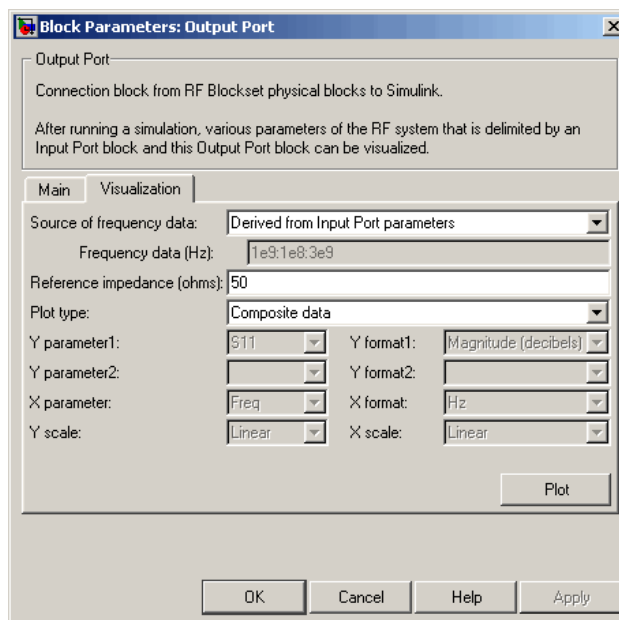 Block Parameters: Output Port
Output Port
Connection block from RF Blockset physical blocks to Simulink.
After running a simulation, various parameters of the RF system that is delimited by an
Input Port block and this Output Port block can be visualized.
Main Visualization
Source of frequency data: Derived from Input Port parameters
Frequency data (Hz): 1e9:1e8:3e9
Reference impedance (ohms): 50
Plot type: Composite data
Y parameter1: S11 Y format1: Magnitude (decibels)
Y parameter2: Y format2:
X parameter: Freq X format: Hz
Y scale: Linear X scale: Linear
Plot
OK Cancel Help Apply